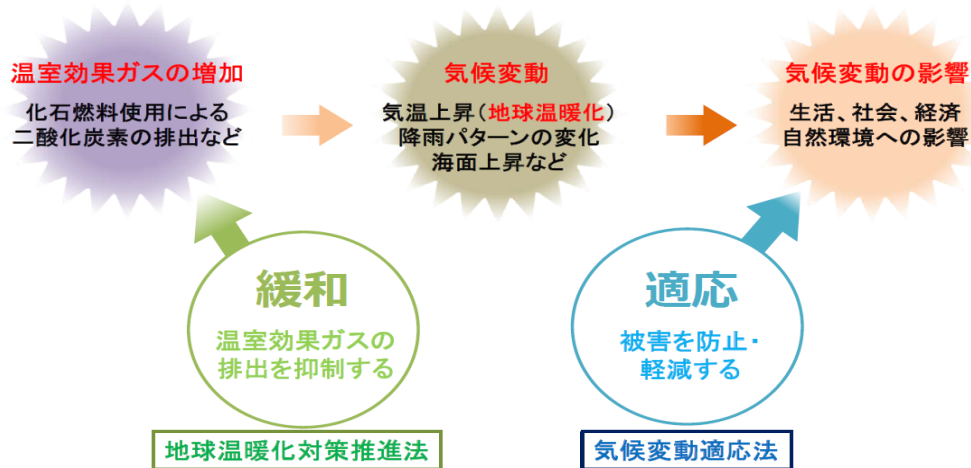 温室効果ガスの増加
化石燃料使用による
二酸化炭素の排出など
気候変動
気温上昇(地球温暖化)
降雨パターンの変化
海面上昇など
気候変動の影響
生活、社会、経済
自然環境への影響
緩和
温室効果ガスの
排出を抑制する
地球温暖化対策推進法
適応
被害を防止・
軽減する
気候変動適応法